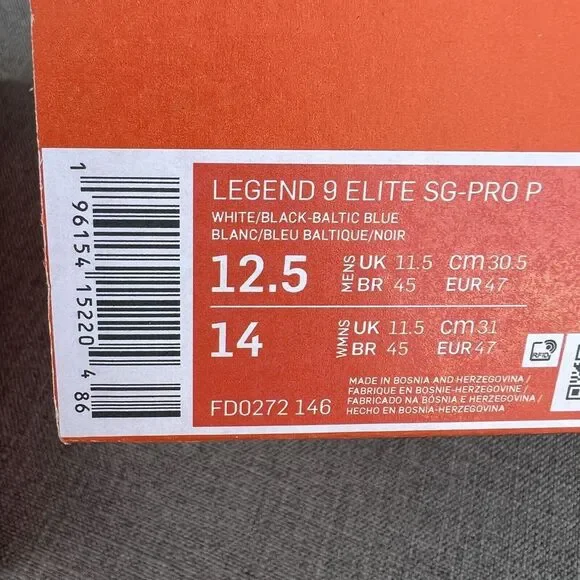 LEGEND 9 ELITE SG-PRO P
WHITE/BLACK-BALTIC BLUE
BLANC/BLEU BALTIQUE/NOIR
12.5 MENS UK 11.5 CM 30.5
BR 45 EUR 47
14 WMNS UK 11.5 CM 31
BR 45 EUR 47
FD0272 146
MADE IN BOSNIA AND HERZEGOVINA /
FABRIQUE EN BOSNIE-HERZEGOVINE /
FABRICADO NA BÓSNIA E HERZEGOVINA /
HECHO EN BOSNIA-HERZEGOVINA
RFID
1 96154 15220 4 86